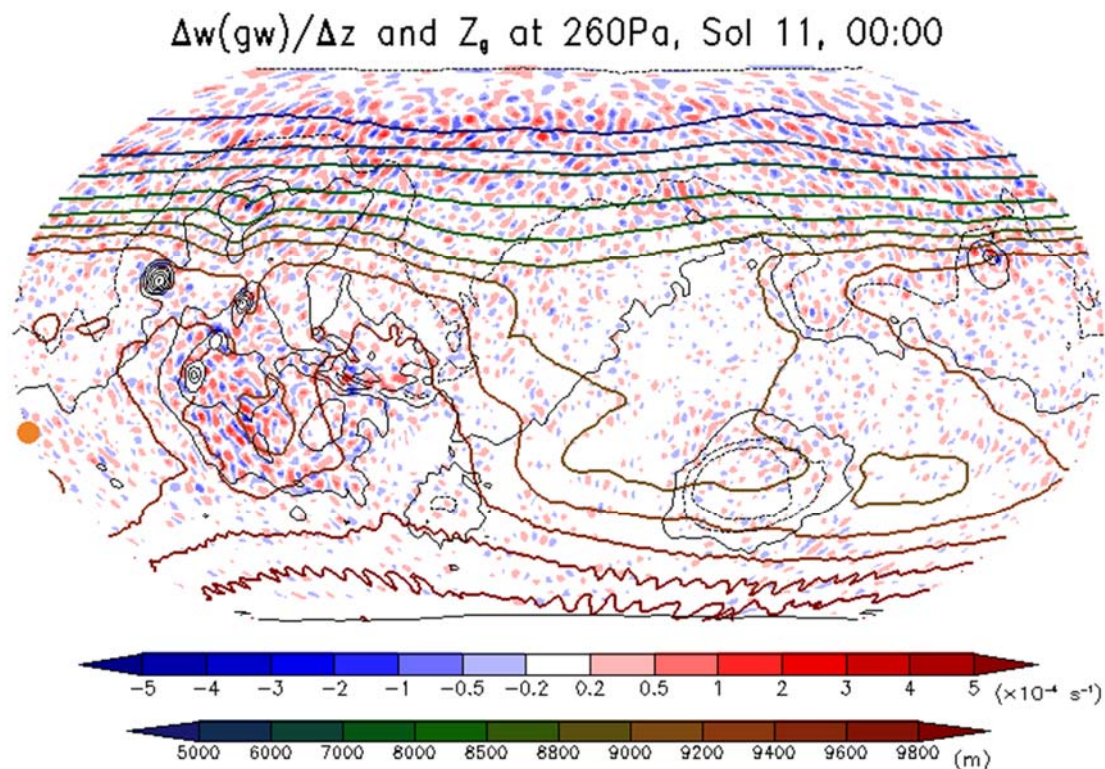 Δw(gw)/Δz and Zg at 260Pa, Sol 11, 00:00
−5 −4 −3 −2 −1 −0.5 −0.2 0.2 0.5 1 2 3 4 5 (×10⁻⁴ s⁻¹)
5000 6000 7000 8000 8500 8800 9000 9200 9400 9600 9800 (m)